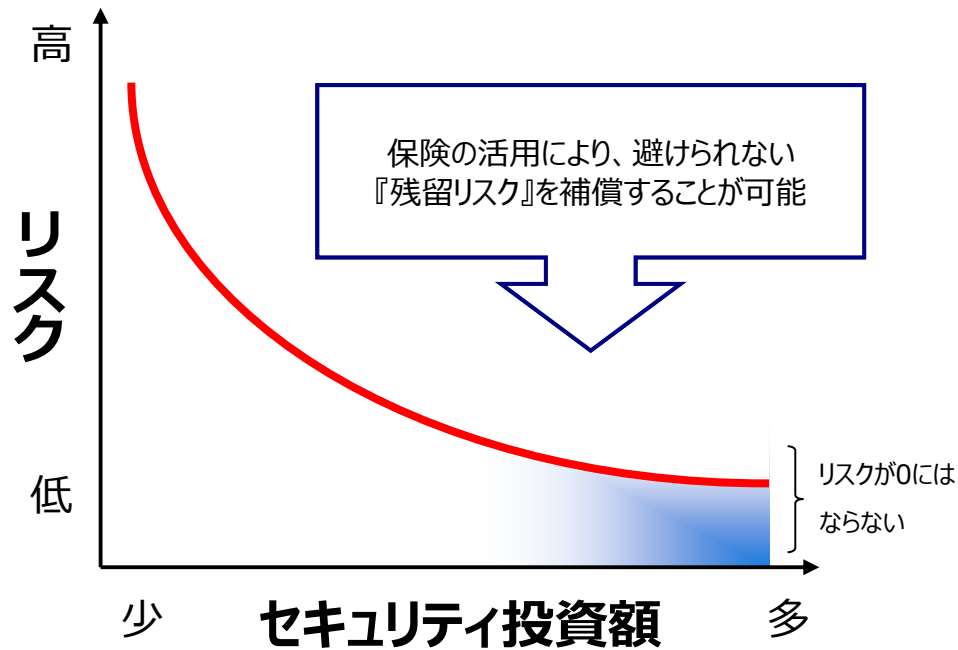 高
保険の活用により、避けられない
『残留リスク』を補償することが可能
リスク
低
リスクが0には
ならない
少
セキュリティ投資額
多